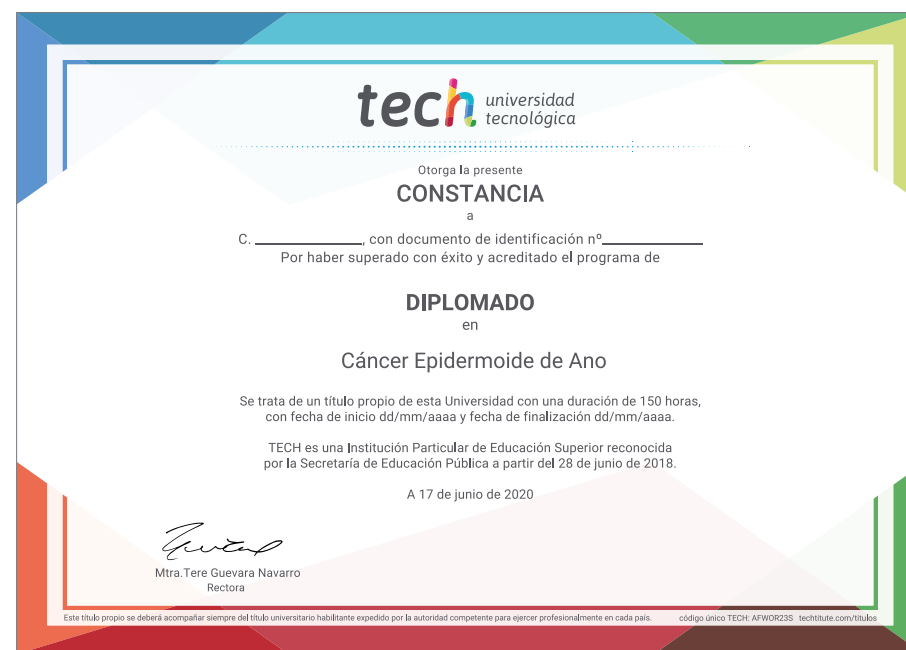 tech universidad
tecnológica
Otorga la presente
CONSTANCIA
a
C. ______________, con documento de identificación nº_____________
Por haber superado con éxito y acreditado el programa de
DIPLOMADO
en
Cáncer Epidermoide de Ano
Se trata de un título propio de esta Universidad con una duración de 150 horas,
con fecha de inicio dd/mm/aaaa y fecha de finalización dd/mm/aaaa.
TECH es una Institución Particular de Educación Superior reconocida
por la Secretaría de Educación Pública a partir del 28 de junio de 2018.
A 17 de junio de 2020
Mtra.Tere Guevara Navarro
Rectora
Este título propio se deberá acompañar siempre del título universitario habilitante expedido por la autoridad competente para ejercer profesionalmente en cada país. código único TECH: AFWOR23S techtitute.com/titulos